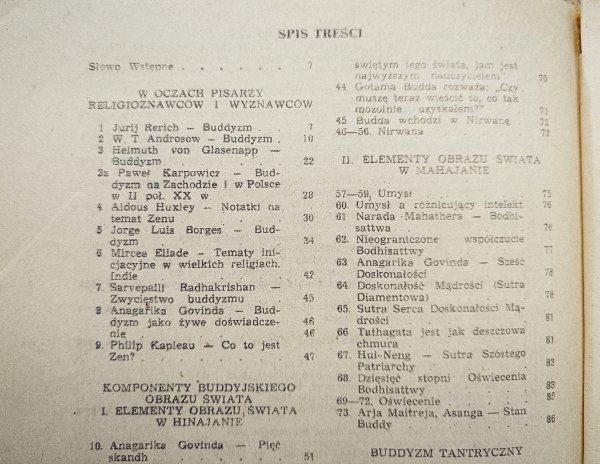 SPIS TREŚCI
Słowo Wstępne . . . . . . 7
W OCZACH PISARZY
RELIGIOZNAWCÓW I WYZNAWCÓW
1 Jurij Rerich — Buddyzm . 7
2 W. T. Androsow — Buddyzm . 10
3 Helmuth von Glasenapp —
Buddyzm . . . . . 22
3a Paweł Karpowicz — Bud-
dyzm na Zachodzie i w Polsce
w II poł. XX w . . . . 28
4 Aldous Huxley — Notatki na
temat Zenu . . . . 30
5 Jorge Luis Borges — Bud-
dyzm . . . . . . 34
6 Mircea Eliade — Tematy ini-
cjacyjne w wielkich religiach.
Indie . . . . . . 42
7 Sarvepalli Radhakrishan —
Zwycięstwo buddyzmu . . 45
8 Anagarika Govinda — Bud-
dyzm jako żywe doświadcze-
nie . . . . . . . 46
9. Philip Kapleau — Co to jest
Zen? . . . . . . . 47
KOMPONENTY BUDDYJSKIEGO
OBRAZU ŚWIATA
I. ELEMENTY OBRAZU ŚWIATA
W HINAJANIE
10. Anagarika Govinda — Pięć
skandh . . . . . . 51
świętym tego świata, jam jest
najwyższym nauczycielem" 70
44 Gotama Budda rozważa: „Czy
muszę teraz wieścić to, co tak
mozolnie uzyskałem?" 71
45 Budda wchodzi w Nirwanę 72
46—56. Nirwana . . . . 73
II. ELEMENTY OBRAZU ŚWIATA
W MAHAJANIE
57—59. Umysł . . . . . 75
60. Umysł a różnicujący intelekt 76
61 Narada Mahathera — Bodhi-
sattwa . . . . . . 76
62. Nieograniczone współczucie
Bodhisattwy . . . . 77
63 Anagarika Govinda — Sześć
Doskonałości . . . . 78
64. Doskonałość Mądrości (Sutra
Diamentowa) . . . . 78
65. Sutra Serca Doskonałości Mą-
drości . . . . . . 81
66 Tathagata jest jak deszczowa
chmura . . . . . . 81
67. Hui-Neng — Sutra Szóstego
Patriarchy . . . . . 83
68. Dziesięć stopni Oświecenia
Bodhisattwy . . . . 83
69—72. Oświecenie . . . . 85
73. Arja Maitreja, Asanga — Stan
Buddy . . . . . . 86
BUDDYZM TANTRYCZNY